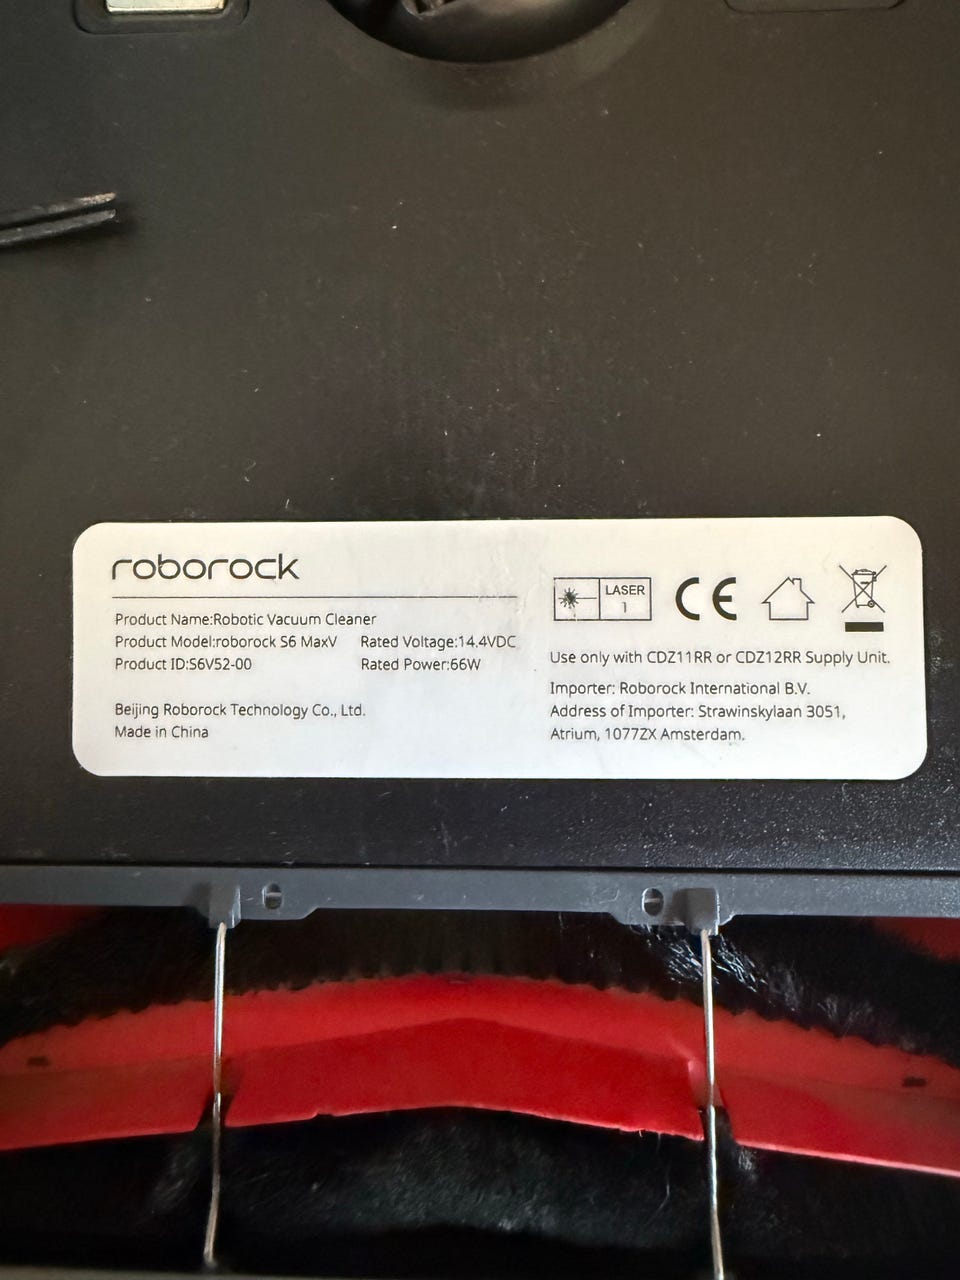 roborock
Product Name:Robotic Vacuum Cleaner
Product Model:roborock S6 MaxV Rated Voltage:14.4VDC
Product ID:S6V52-00 Rated Power:66W
Beijing Roborock Technology Co., Ltd.
Made in China
LASER
1
CE
Use only with CDZ11RR or CDZ12RR Supply Unit.
Importer: Roborock International B.V.
Address of Importer: Strawinskylaan 3051,
Atrium, 1077ZX Amsterdam.